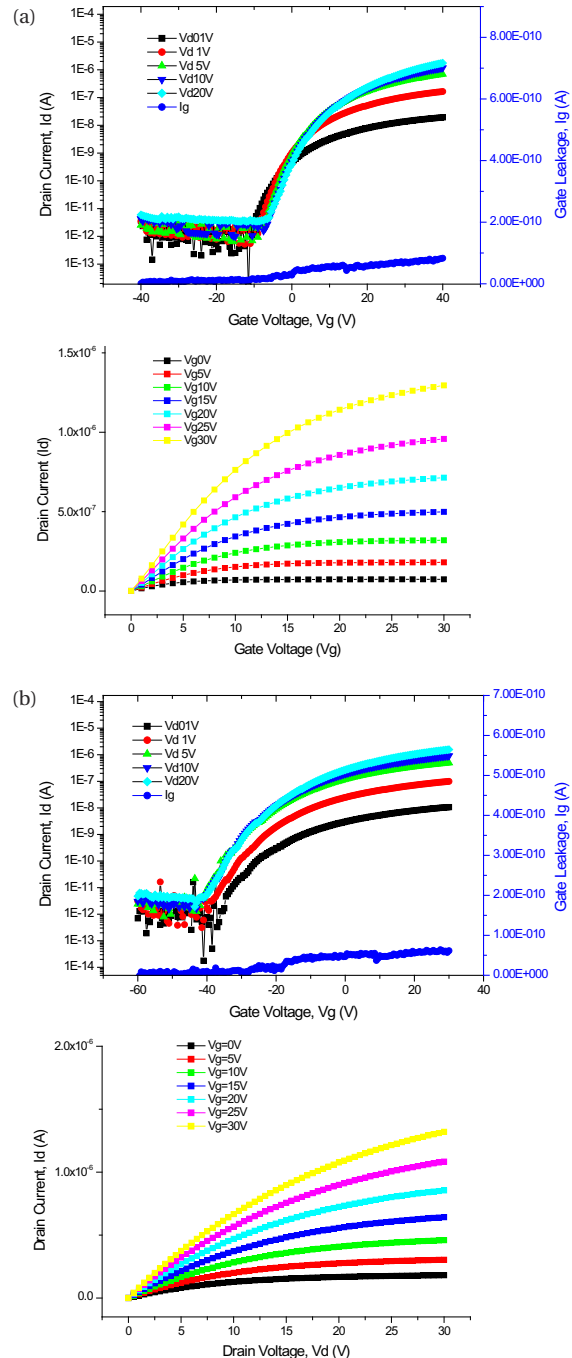 (a)
1E-4
1E-5
1E-6
1E-7
1E-8
1E-9
1E-10
1E-11
1E-12
1E-13
Drain Current, Id (A)
Vd01V
Vd 1V
Vd 5V
Vd10V
Vd20V
Ig
8.00E-010
6.00E-010
4.00E-010
2.00E-010
0.00E+000
Gate Leakage, Ig (A)
-40 -20 0 20 40
Gate Voltage, Vg (V)
1.5x10⁻⁶
1.0x10⁻⁶
5.0x10⁻⁷
0.0
Drain Current (Id)
Vg0V
Vg5V
Vg10V
Vg15V
Vg20V
Vg25V
Vg30V
0 5 10 15 20 25 30
Gate Voltage (Vg)
(b)
1E-4
1E-5
1E-6
1E-7
1E-8
1E-9
1E-10
1E-11
1E-12
1E-13
1E-14
Drain Current, Id (A)
Vd01V
Vd 1V
Vd 5V
Vd10V
Vd20V
Ig
7.00E-010
6.00E-010
5.00E-010
4.00E-010
3.00E-010
2.00E-010
1.00E-010
0.00E+000
Gate Leakage, Ig (A)
-60 -40 -20 0 20 40
Gate Voltage, Vg (V)
2.0x10⁻⁶
1.0x10⁻⁶
0.0
Drain Current, Id (A)
Vg=0V
Vg=5V
Vg=10V
Vg=15V
Vg=20V
Vg=25V
Vg=30V
0 5 10 15 20 25 30
Drain Voltage, Vd (V)